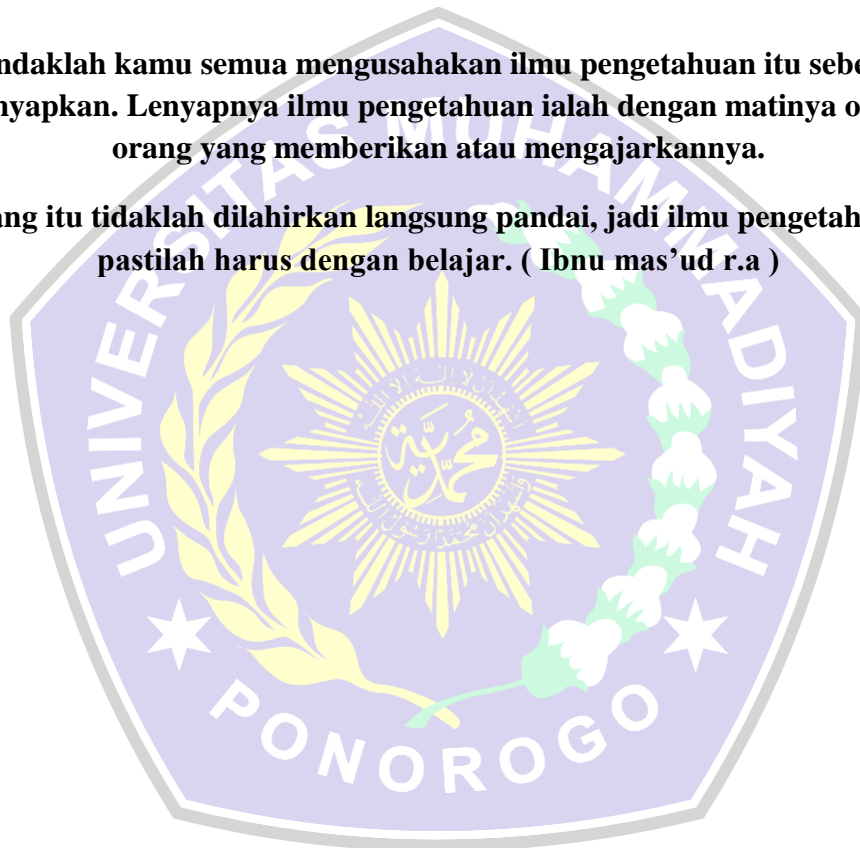 ndaklah kamu semua mengusahakan ilmu pengetahuan itu sebe
nyapkan. Lenyapnya ilmu pengetahuan ialah dengan matinya o
orang yang memberikan atau mengajarkannya.
ang itu tidaklah dilahirkan langsung pandai, jadi ilmu pengetah
pastilah harus dengan belajar. ( Ibnu mas’ud r.a )
UNIVERSITAS MUHAMMADIYAH
PONOROGO